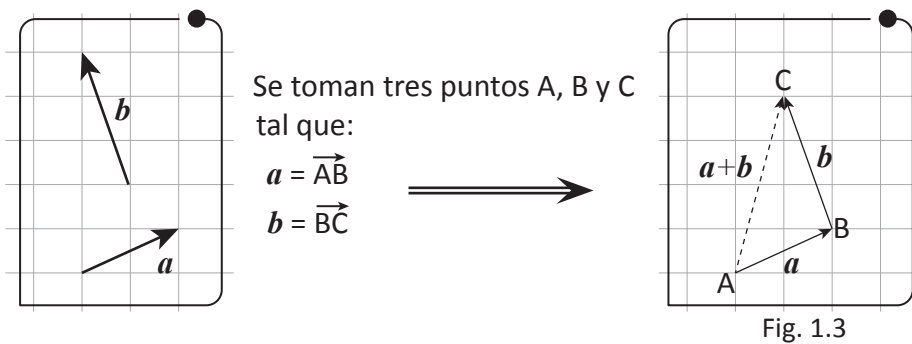 b
a
Se toman tres puntos A, B y C
tal que:
a = AB
b = BC
C
a+b
b
B
a
A
Fig. 1.3